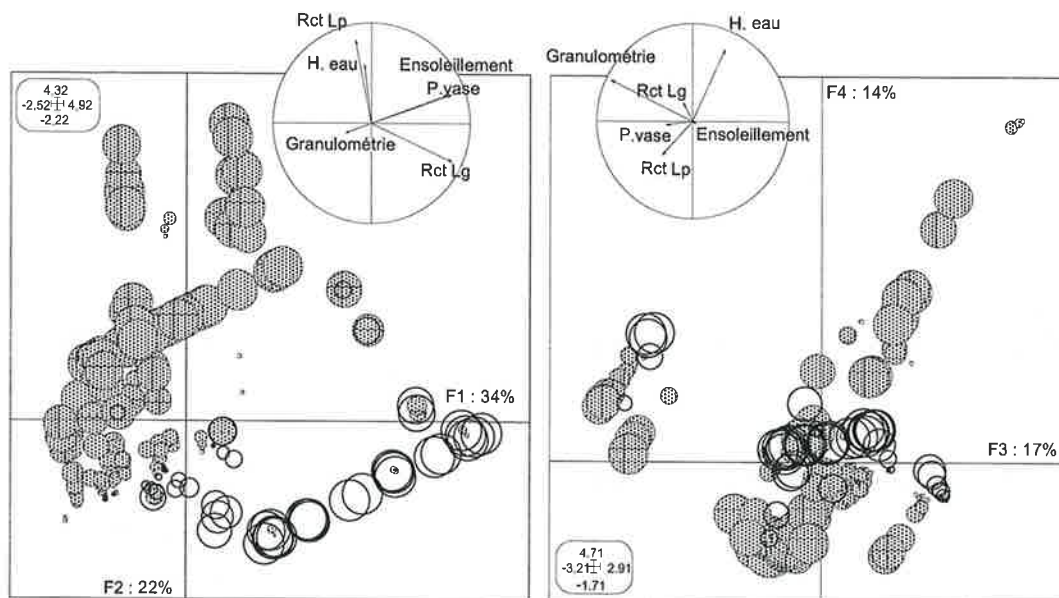 Rct Lp
H. eau
Ensoleillement
P.vase
Granulométrie
Rct Lg
4,32
-2.52 4,92
-2,22
F1 : 34%
F2 : 22%
H. eau
Granulométrie
Rct Lg
P.vase
Ensoleillement
Rct Lp
F4 : 14%
F3 : 17%
4,71
-3,21 2.91
-1.71